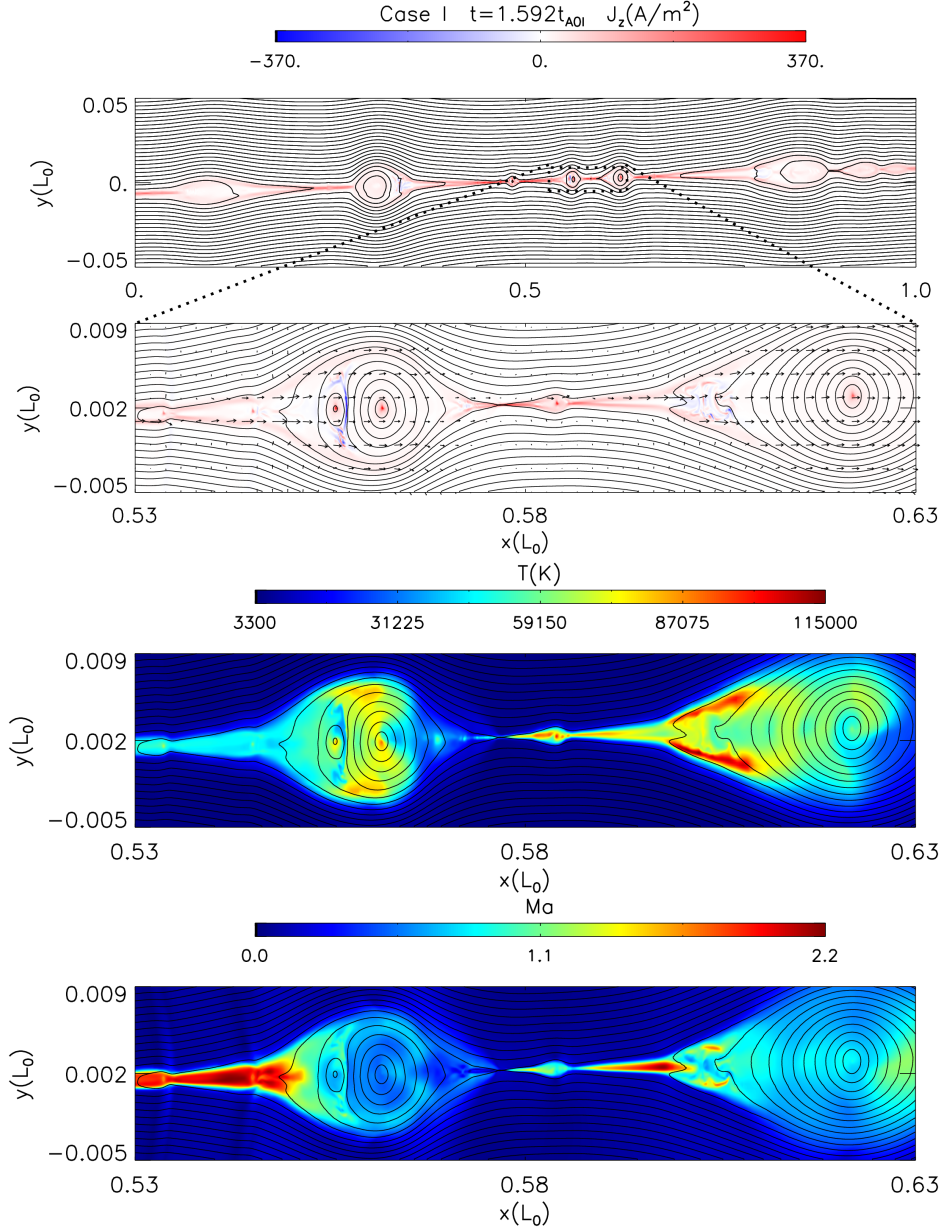 Case I t=1.592t_A0I J_z(A/m²)
-370. 0. 370.
0.05
y(L_0)
0.
-0.05
0. 0.5 1.0
0.009
y(L_0)
0.002
-0.005
0.53 0.58 0.63
x(L_0)
T(K)
3300 31225 59150 87075 115000
0.009
y(L_0)
0.002
-0.005
0.53 0.58 0.63
x(L_0)
Ma
0.0 1.1 2.2
0.009
y(L_0)
0.002
-0.005
0.53 0.58 0.63
x(L_0)